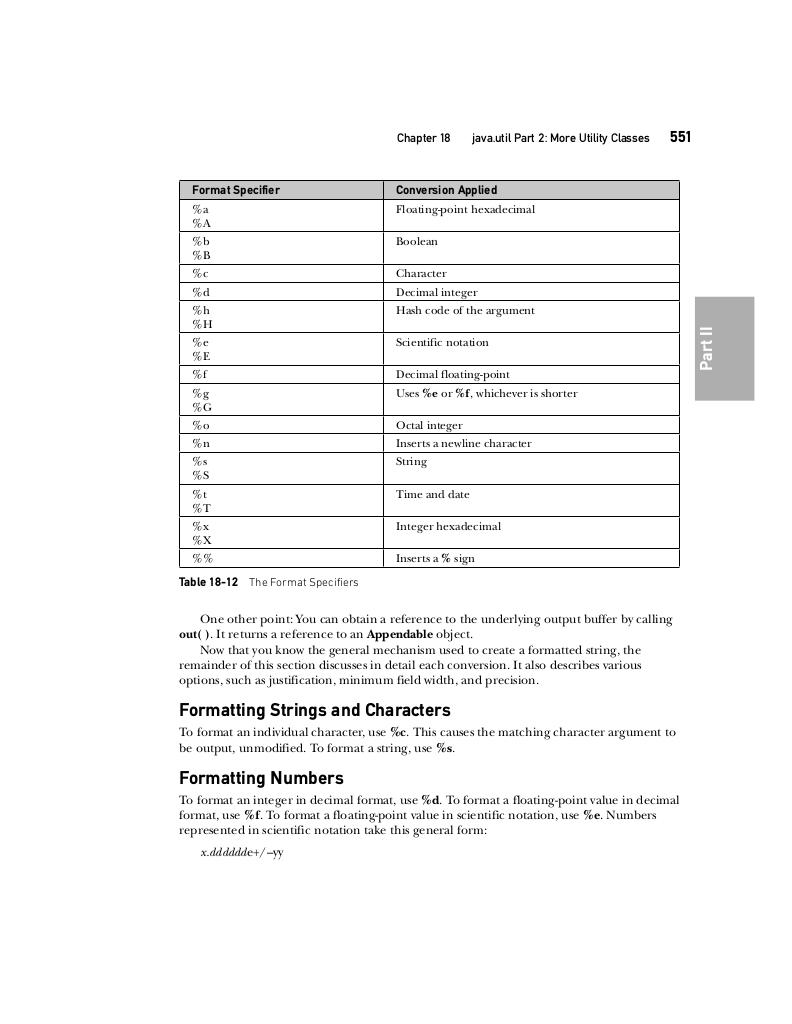 Chapter 18 java.util Part 2: More Utility Classes 551
Format Specifier Conversion Applied
%a Floating-point hexadecimal
%A
%b Boolean
%B
%c Character
%d Decimal integer
%h Hash code of the argument
%H
%e Scientific notation
%E
%f Decimal floating-point
%g Uses %e or %f, whichever is shorter
%G
%o Octal integer
%n Inserts a newline character
%s String
%S
%t Time and date
%T
%x Integer hexadecimal
%X
%% Inserts a % sign
Table 18-12 The Format Specifiers
Part II
One other point: You can obtain a reference to the underlying output buffer by calling
out( ). It returns a reference to an Appendable object.
Now that you know the general mechanism used to create a formatted string, the
remainder of this section discusses in detail each conversion. It also describes various
options, such as justification, minimum field width, and precision.
Formatting Strings and Characters
To format an individual character, use %c. This causes the matching character argument to
be output, unmodified. To format a string, use %s.
Formatting Numbers
To format an integer in decimal format, use %d. To format a floating-point value in decimal
format, use %f. To format a floating-point value in scientific notation, use %e. Numbers
represented in scientific notation take this general form:
x.dddddde+/–yy